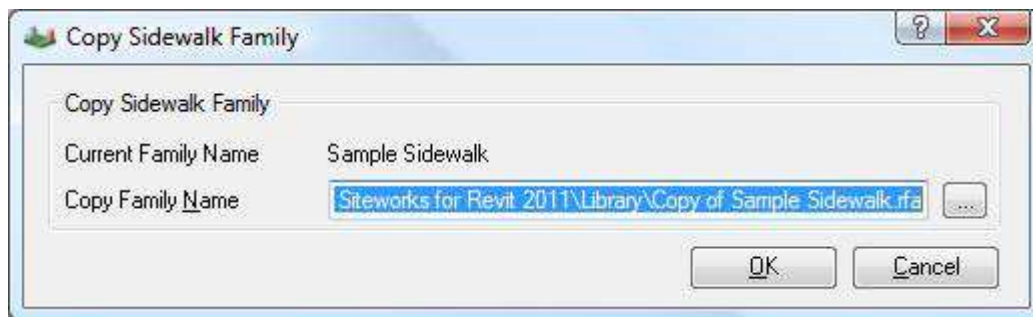 Copy Sidewalk Family
Copy Sidewalk Family
Current Family Name Sample Sidewalk
Copy Family Name Siteworks for Revit 2011\Library\Copy of Sample Sidewalk.rfa ...
OK Cancel